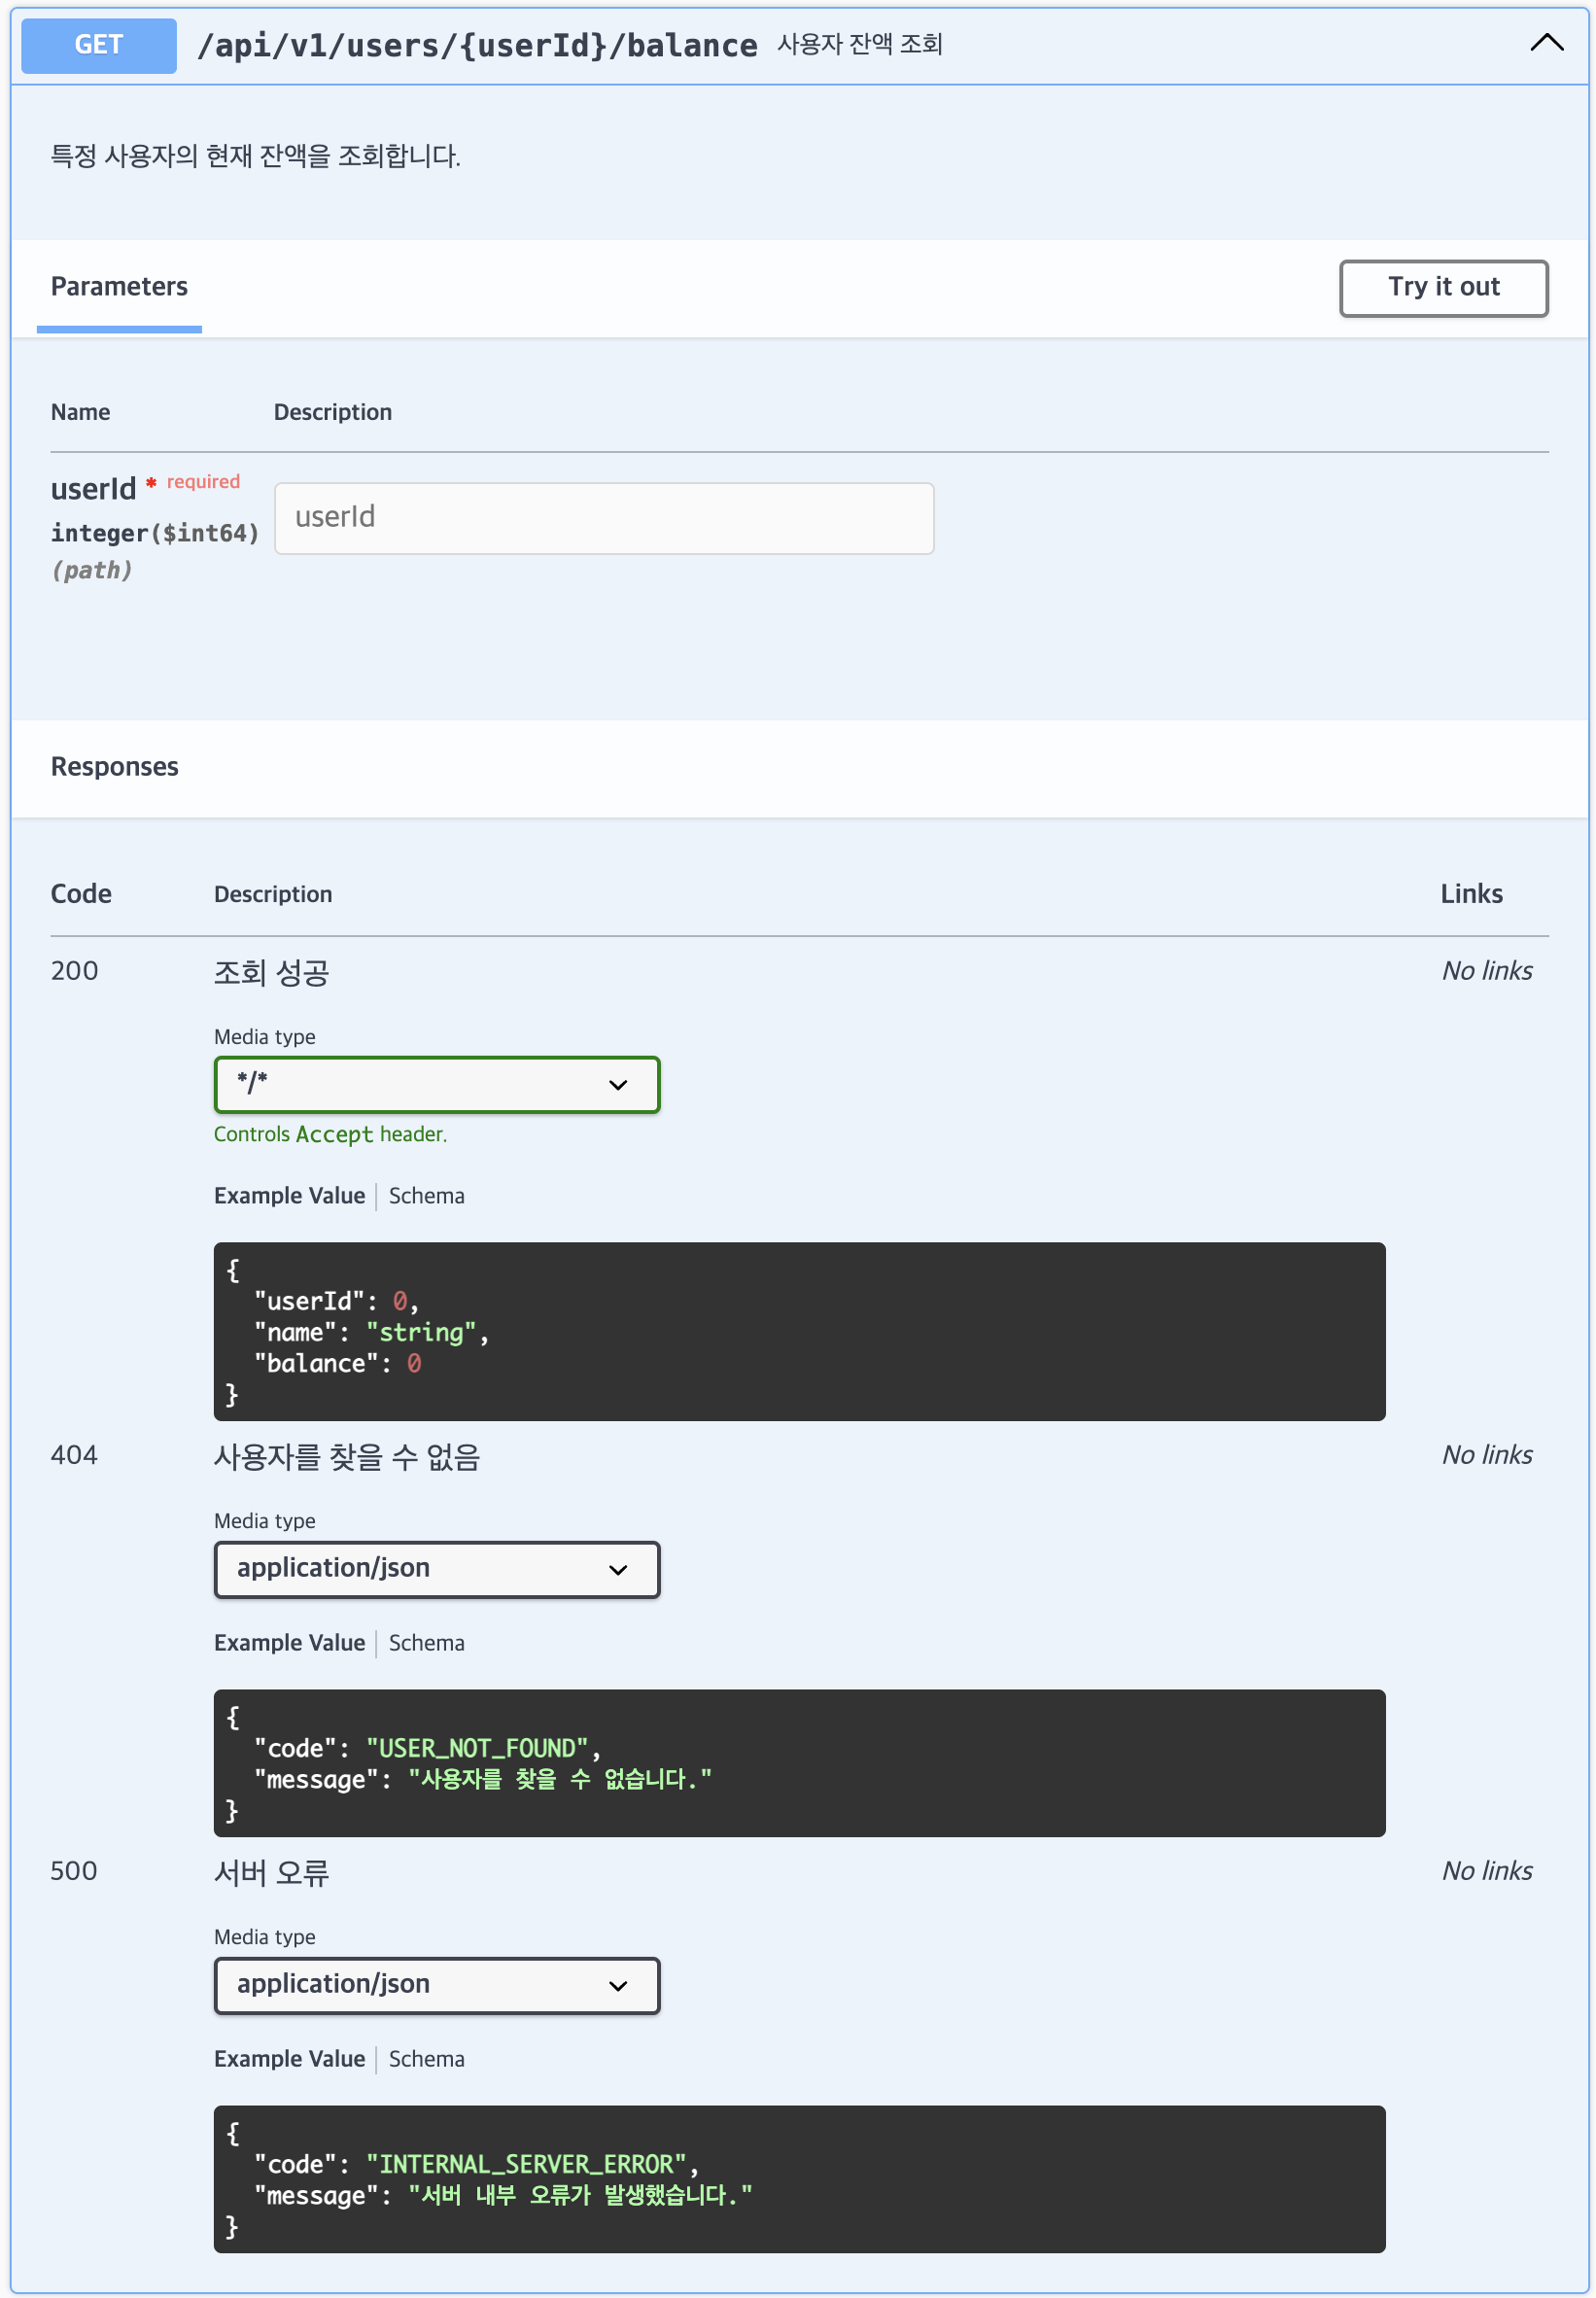 GET /api/v1/users/{userId}/balance 사용자 잔액 조회
특정 사용자의 현재 잔액을 조회합니다.
Parameters Try it out
Name Description
userId * required
integer($int64)
(path)
userId
Responses
Code Description Links
200 조회 성공 No links
Media type
*/*
Controls Accept header.
Example Value Schema
{
"userId": 0,
"name": "string",
"balance": 0
}
404 사용자를 찾을 수 없음 No links
Media type
application/json
Example Value Schema
{
"code": "USER_NOT_FOUND",
"message": "사용자를 찾을 수 없습니다."
}
500 서버 오류 No links
Media type
application/json
Example Value Schema
{
"code": "INTERNAL_SERVER_ERROR",
"message": "서버 내부 오류가 발생했습니다."
}